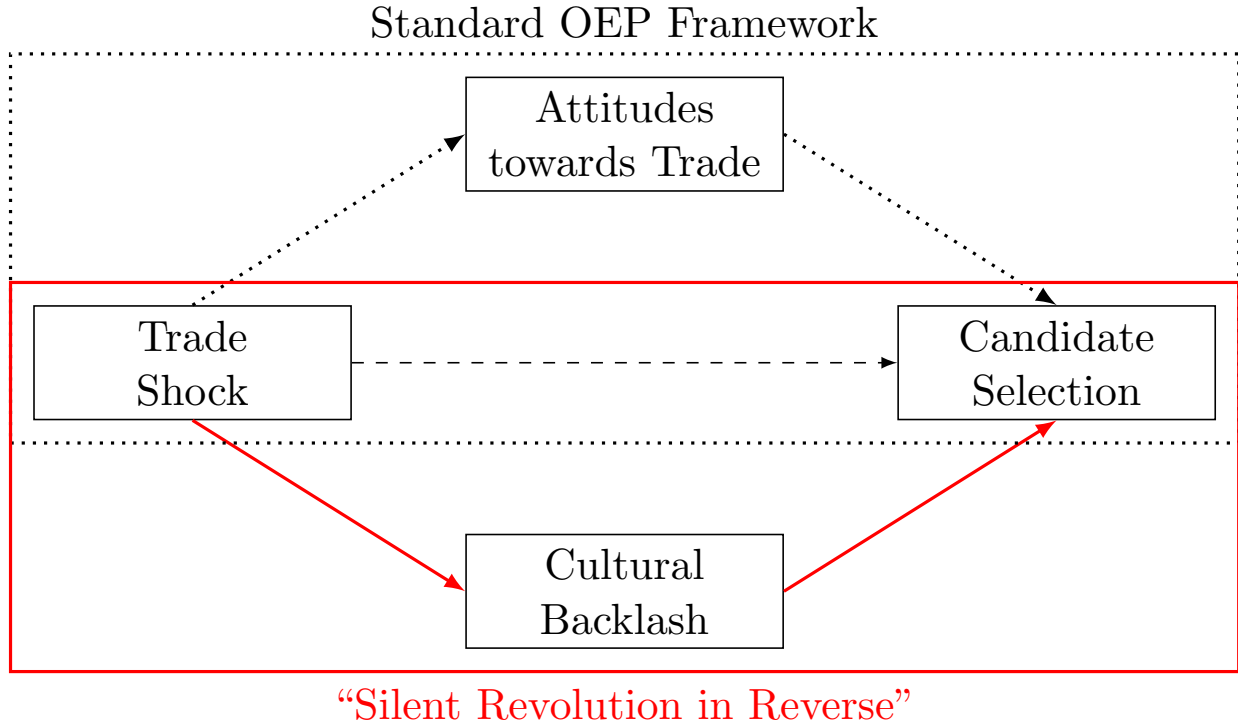 Standard OEP Framework
Attitudes
towards Trade
Trade
Shock
Candidate
Selection
Cultural
Backlash
“Silent Revolution in Reverse”